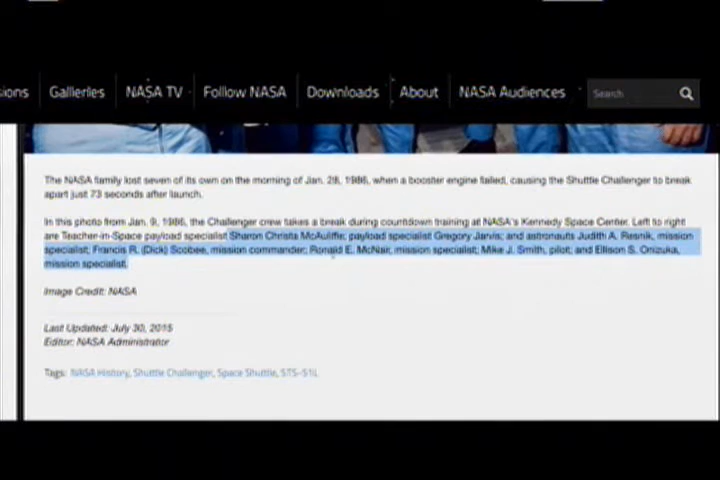 ions Galleries NASA TV Follow NASA Downloads About NASA Audiences Search
The NASA family lost seven of its own on the morning of Jan. 28, 1986, when a booster engine failed, causing the Shuttle Challenger to break
apart just 73 seconds after launch.
In this photo from Jan. 9, 1986, the Challenger crew takes a break during countdown training at NASA's Kennedy Space Center. Left to right
are Teacher-in-Space payload specialist Sharon Christa McAuliffe; payload specialist Gregory Jarvis; and astronauts Judith A. Resnik, mission
specialist; Francis R. (Dick) Scobee, mission commander; Ronald E. McNair, mission specialist; Mike J. Smith, pilot; and Ellison S. Onizuka,
mission specialist.
Image Credit: NASA
Last Updated: July 30, 2015
Editor: NASA Administrator
Tags: NASA History, Shuttle Challenger, Space Shuttle, STS-51L